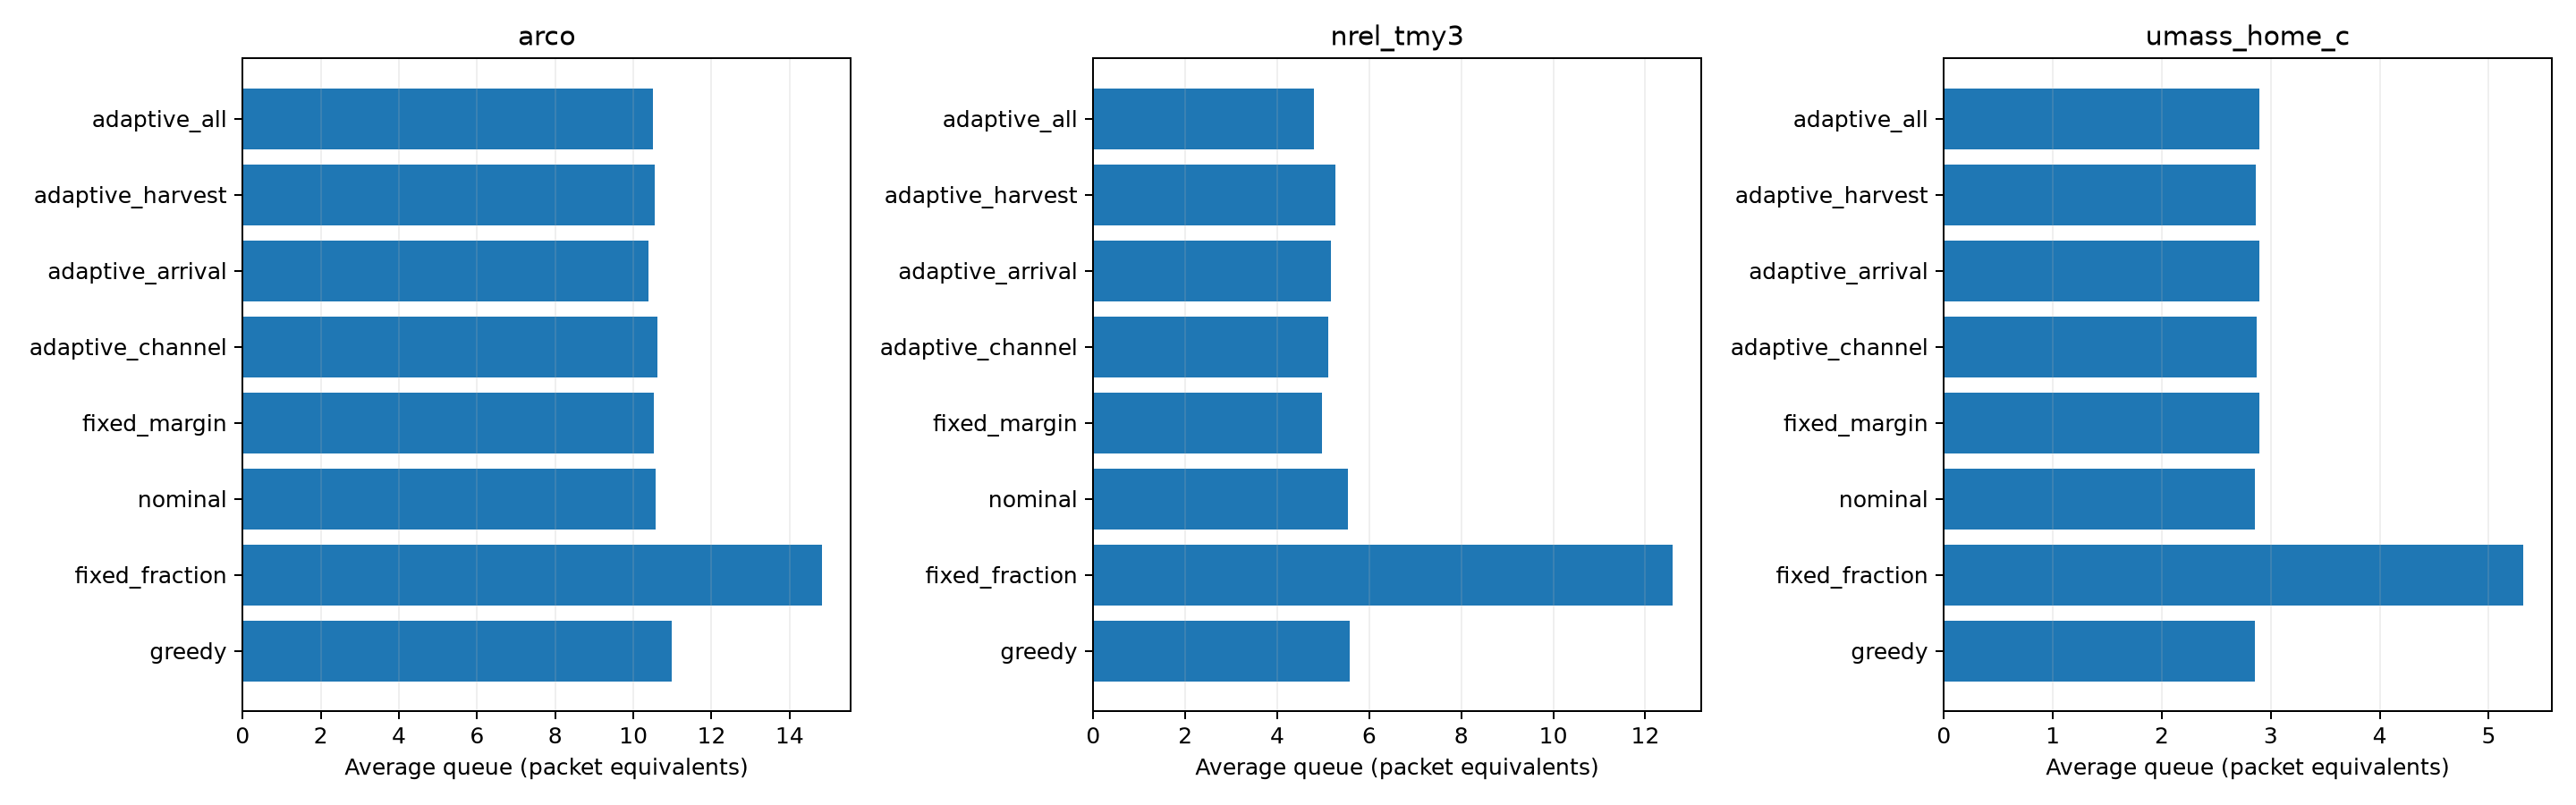 arco
adaptive_all
adaptive_harvest
adaptive_arrival
adaptive_channel
fixed_margin
nominal
fixed_fraction
greedy
0 2 4 6 8 10 12 14
Average queue (packet equivalents)
nrel_tmy3
adaptive_all
adaptive_harvest
adaptive_arrival
adaptive_channel
fixed_margin
nominal
fixed_fraction
greedy
0 2 4 6 8 10 12
Average queue (packet equivalents)
umass_home_c
adaptive_all
adaptive_harvest
adaptive_arrival
adaptive_channel
fixed_margin
nominal
fixed_fraction
greedy
0 1 2 3 4 5
Average queue (packet equivalents)